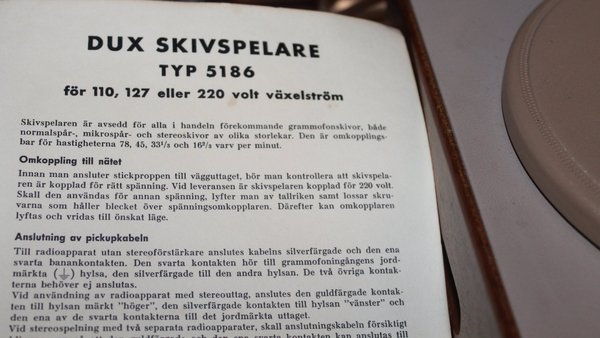 DUX SKIVSPELARE
TYP 5186
för 110, 127 eller 220 volt växelström
Skivspelaren är avsedd för alla i handeln förekommande grammofonskivor, både
normalspår-, mikrospår- och stereoskivor av olika storlekar. Den är omkopplings-
bar för hastigheterna 78, 45, 33¹/₃ och 16²/₃ varv per minut.
Omkoppling till nätet
Innan man ansluter stickproppen till vägguttaget, bör man kontrollera att skivspela-
ren är kopplad för rätt spänning. Vid leveransen är skivspelaren kopplad för 220 volt.
Skall den användas för annan spänning, lyfter man av tallriken samt lossar skru-
varna som håller blecket över spänningsomkopplaren. Därefter kan omkopplaren
lyftas och vridas till önskat läge.
Anslutning av pickupkabeln
Till radioapparat utan stereoförstärkare anslutes kabelns silverfärgade och den ena
svarta banankontakten. Den svarta kontakten hör till grammofoningångens jord-
märkta (⏚) hylsa, den silverfärgade till den andra hylsan. De två övriga kontak-
terna behöver ej anslutas.
Vid användning av radioapparat med stereouttag, anslutes den guldfärgade kontak-
ten till hylsan märkt "höger", den silverfärgade kontakten till hylsan "vänster" och
den ena av de svarta kontakterna till det jordmärkta uttaget.
Vid stereospelning med två separata radioapparater, skall anslutningskabeln försiktigt